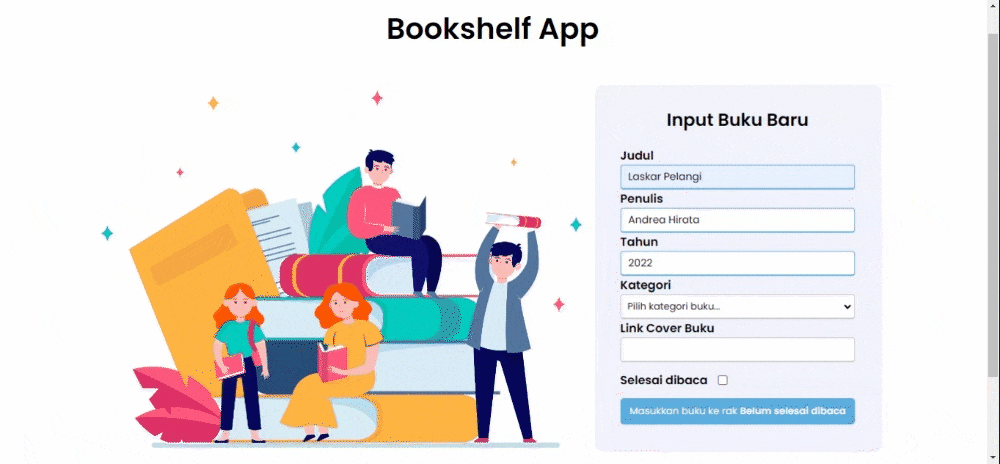 Bookshelf App
Input Buku Baru
Judul
Laskar Pelangi
Penulis
Andrea Hirata
Tahun
2022
Kategori
Pilih kategori buku...
Link Cover Buku
Selesai dibaca
Masukkan buku ke rak Belum selesai dibaca